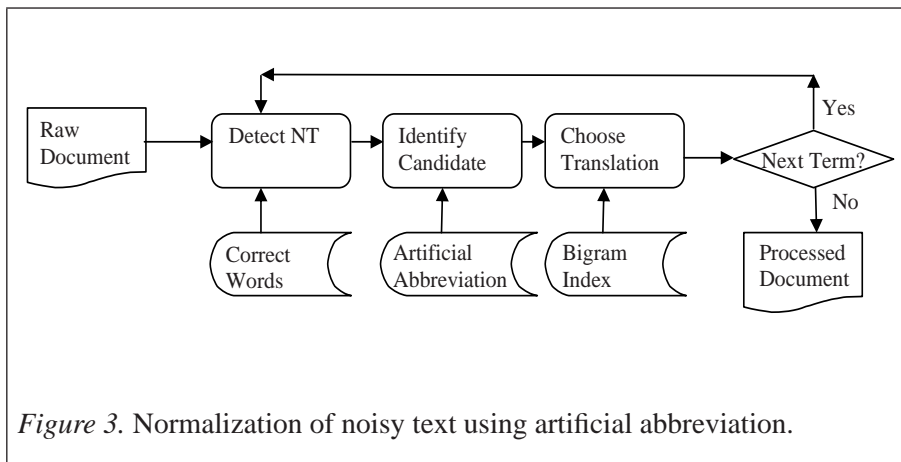 Raw
Document
Detect NT
Identify
Candidate
Choose
Translation
Next Term?
Yes
No
Correct
Words
Artificial
Abbreviation
Bigram
Index
Processed
Document
Figure 3. Normalization of noisy text using artificial abbreviation.